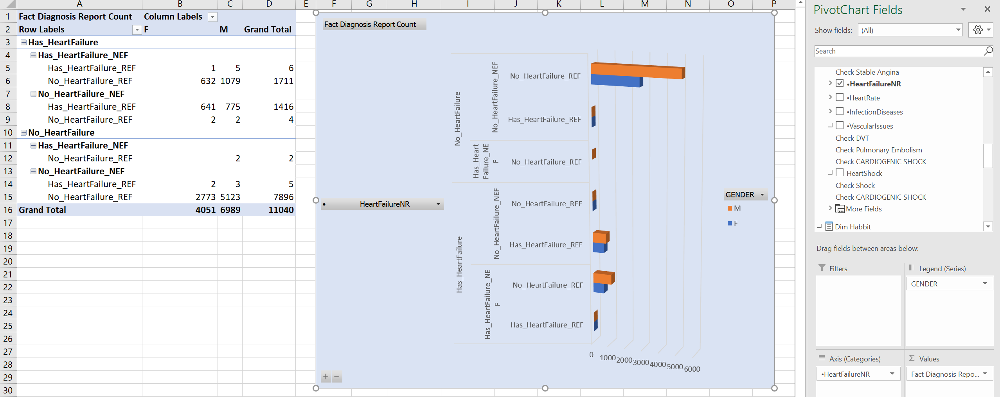 A B C D E F G H I J K L M N O P
1 Fact Diagnosis Report Count Column Labels
2 Row Labels F M Grand Total
3 Has_HeartFailure
4 Has_HeartFailure_NEF
5 Has_HeartFailure_REF 1 5 6
6 No_HeartFailure_REF 632 1079 1711
7 No_HeartFailure_NEF
8 Has_HeartFailure_REF 641 775 1416
9 No_HeartFailure_REF 2 2 4
10 No_HeartFailure
11 Has_HeartFailure_NEF
12 No_HeartFailure_REF 2 2
13 No_HeartFailure_NEF
14 Has_HeartFailure_REF 2 3 5
15 No_HeartFailure_REF 2773 5123 7896
16 Grand Total 4051 6989 11040
17
18
19
20
21
22
23
24
25
26
27
28
29
30
Fact Diagnosis Report Count
• HeartFailureNR
No_HeartFailure
No_HeartFailure_NEF
No_HeartFailure_REF
Has_HeartFailure_REF
Has_Heart
Failure_NE
F
No_HeartFailure_REF
Has_HeartFailure
No_HeartFailure_NEF
No_HeartFailure_REF
Has_HeartFailure_REF
Has_HeartFailure_NE
F
No_HeartFailure_REF
Has_HeartFailure_REF
0 1000 2000 3000 4000 5000 6000
GENDER
M
F
+ −
PivotChart Fields
Show fields: (All)
Search
Check Stable Angina
•HeartFailureNR
•HeartRate
•InfectionDiseases
•VascularIssues
Check DVT
Check Pulmonary Embolism
Check CARDIOGENIC SHOCK
HeartShock
Check Shock
Check CARDIOGENIC SHOCK
More Fields
Dim Habbit
Drag fields between areas below:
Filters
Legend (Series)
GENDER
Axis (Categories)
•HeartFailureNR
Σ Values
Fact Diagnosis Repo...